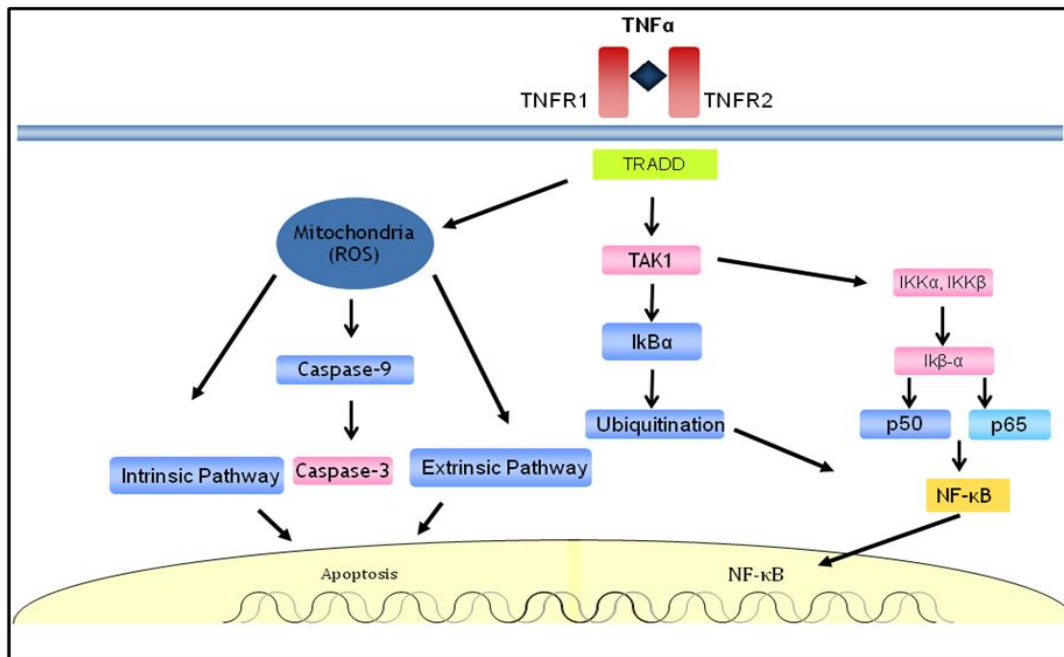 TNFα
TNFR1
TNFR2
TRADD
Mitochondria
(ROS)
TAK1
IKKα, IKKβ
IkBα
Ikβ-α
Caspase-9
Ubiquitination
p50
p65
Intrinsic Pathway
Caspase-3
Extrinsic Pathway
NF-κB
Apoptosis
NF-κB